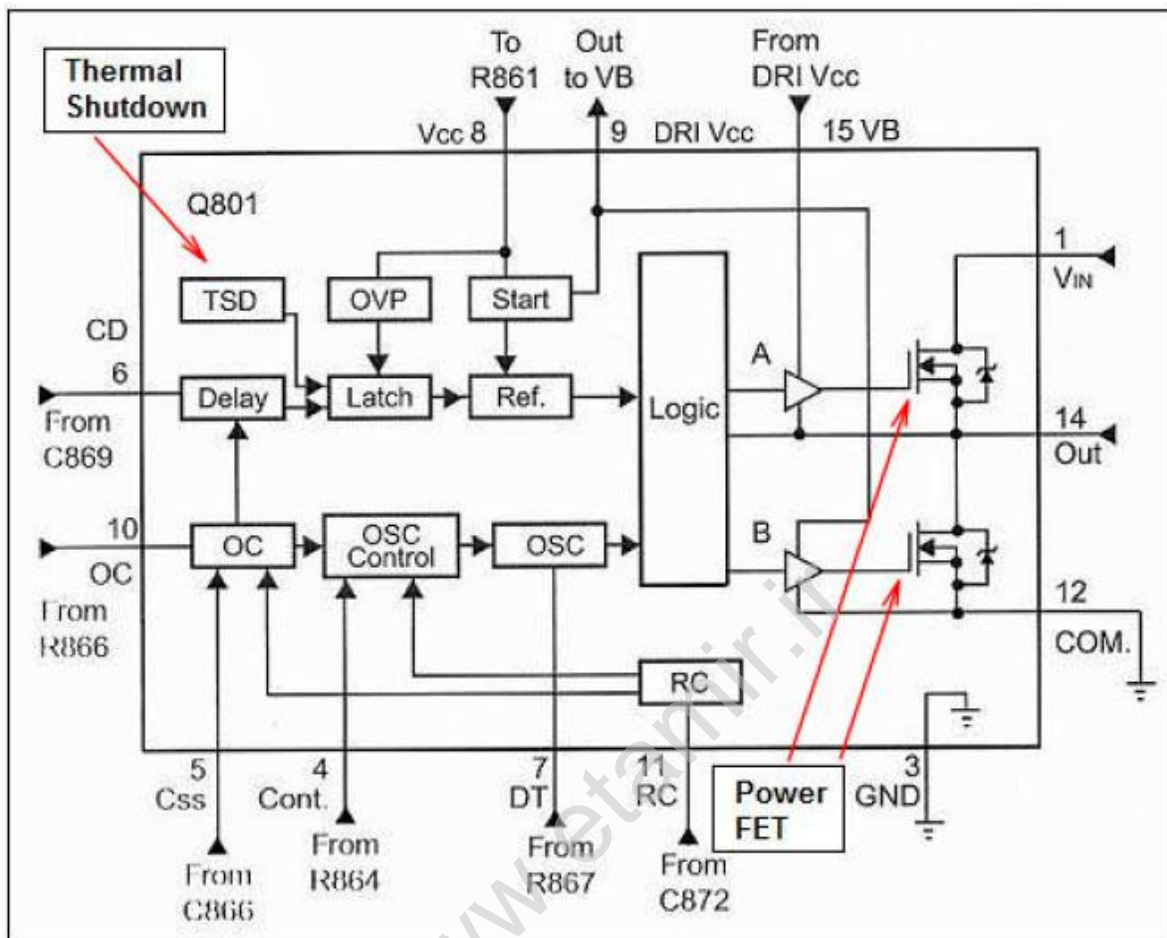 To
R861
Out
to VB
From
DRI Vcc
Thermal
Shutdown
Vcc 8
9
DRI Vcc
15 VB
Q801
1
VIN
TSD
OVP
Start
CD
6
A
Delay
Latch
Ref.
Logic
From
C869
14
Out
10
OC
B
OC
OSC
Control
OSC
12
COM.
From
R866
RC
5
Css
4
Cont.
7
DT
11
RC
Power
FET
3
GND
From
C866
From
R864
From
R867
From
C872
www.etamir.ir